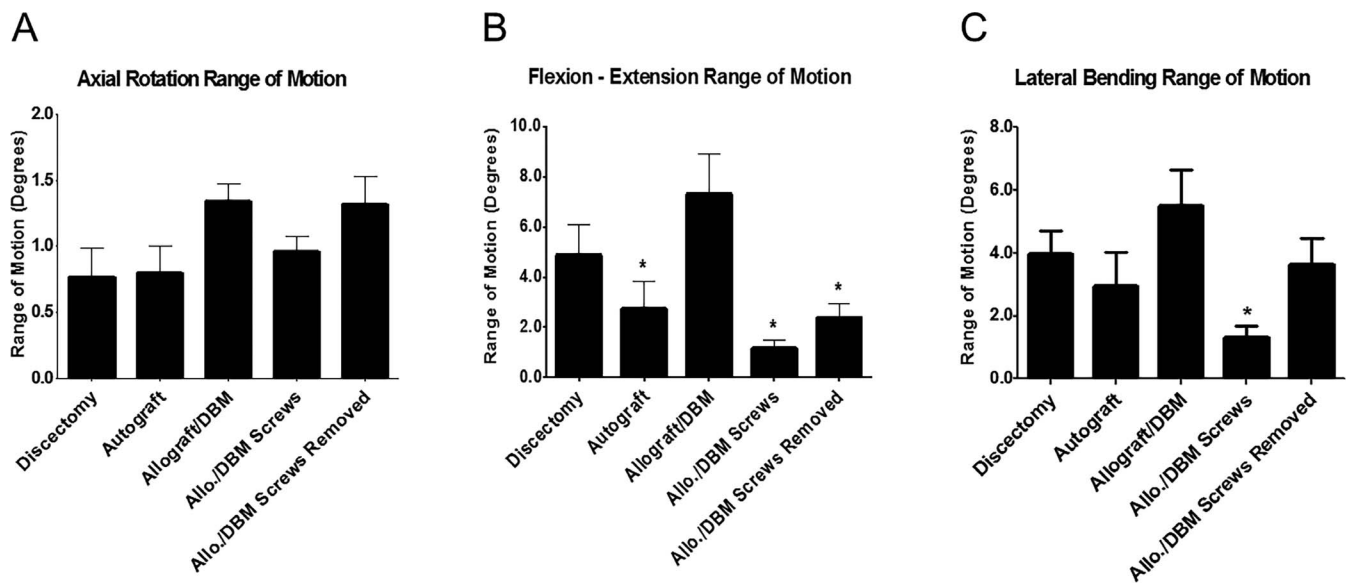 A
Axial Rotation Range of Motion
Range of Motion (Degrees)
2.0
1.5
1.0
0.5
0.0
Discectomy
Autograft
Allograft/DBM
Allo./DBM Screws
Allo./DBM Screws Removed
B
Flexion - Extension Range of Motion
Range of Motion (Degrees)
10.0
8.0
6.0
4.0
2.0
0.0
*
*
*
Discectomy
Autograft
Allograft/DBM
Allo./DBM Screws
Allo./DBM Screws Removed
C
Lateral Bending Range of Motion
Range of Motion (Degrees)
8.0
6.0
4.0
2.0
0.0
*
Discectomy
Autograft
Allograft/DBM
Allo./DBM Screws
Allo./DBM Screws Removed